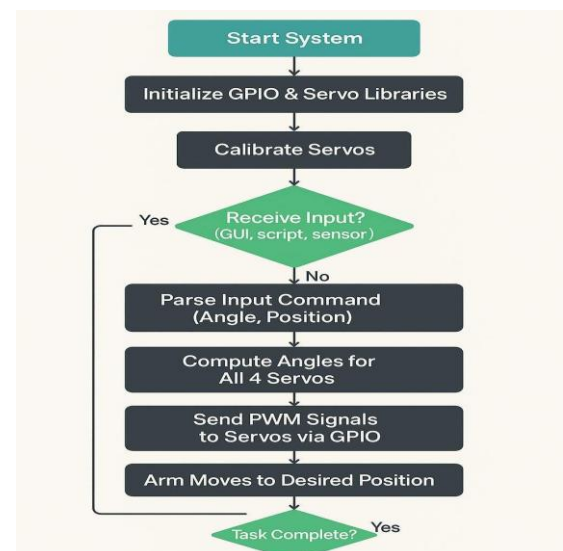 Start System
Initialize GPIO & Servo Libraries
Calibrate Servos
Yes
Receive Input?
(GUI, script, sensor)
No
Parse Input Command
(Angle, Position)
Compute Angles for
All 4 Servos
Send PWM Signals
to Servos via GPIO
Arm Moves to Desired Position
Task Complete?
Yes